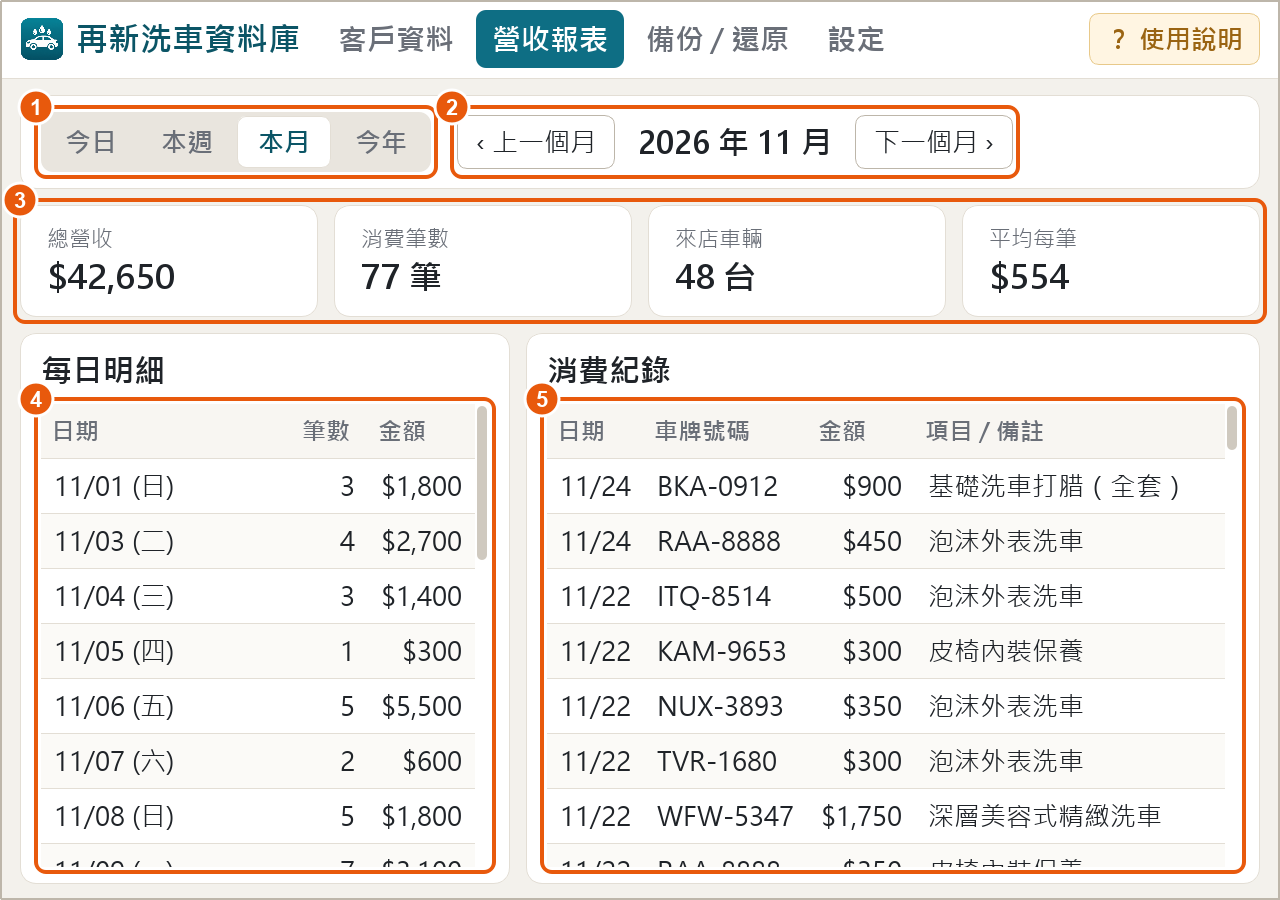 再新洗車資料庫 客戶資料 營收報表 備份 / 還原 設定 ? 使用說明
1 2
今日 本週 本月 今年 ‹ 上一個月 2026 年 11 月 下一個月 ›
3
總營收 消費筆數 來店車輛 平均每筆
$42,650 77 筆 48 台 $554
每日明細
4
日期 筆數 金額
11/01 (日) 3 $1,800
11/03 (二) 4 $2,700
11/04 (三) 3 $1,400
11/05 (四) 1 $300
11/06 (五) 5 $5,500
11/07 (六) 2 $600
11/08 (日) 5 $1,800
消費紀錄
5
日期 車牌號碼 金額 項目 / 備註
11/24 BKA-0912 $900 基礎洗車打腊（全套）
11/24 RAA-8888 $450 泡沫外表洗車
11/22 ITQ-8514 $500 泡沫外表洗車
11/22 KAM-9653 $300 皮椅內裝保養
11/22 NUX-3893 $350 泡沫外表洗車
11/22 TVR-1680 $300 泡沫外表洗車
11/22 WFW-5347 $1,750 深層美容式精緻洗車